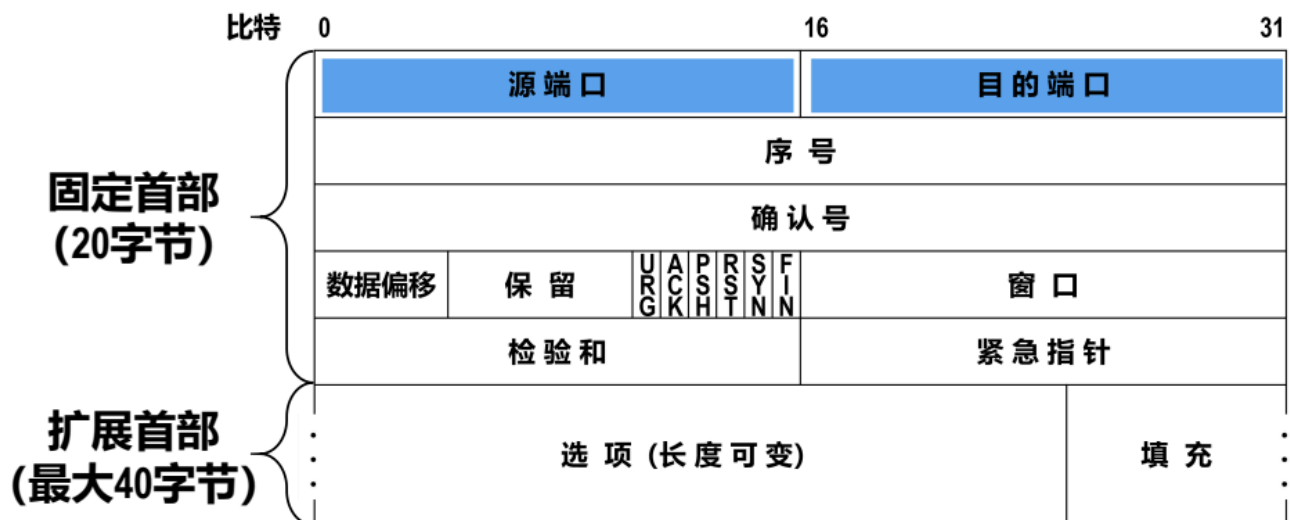 比特 0 16 31
源端口 目的端口
序号
确认号
固定首部
(20字节)
数据偏移 保留 URG ACK PSH RST SYN FIN 窗口
检验和 紧急指针
扩展首部
(最大40字节)
选项 (长度可变) 填充